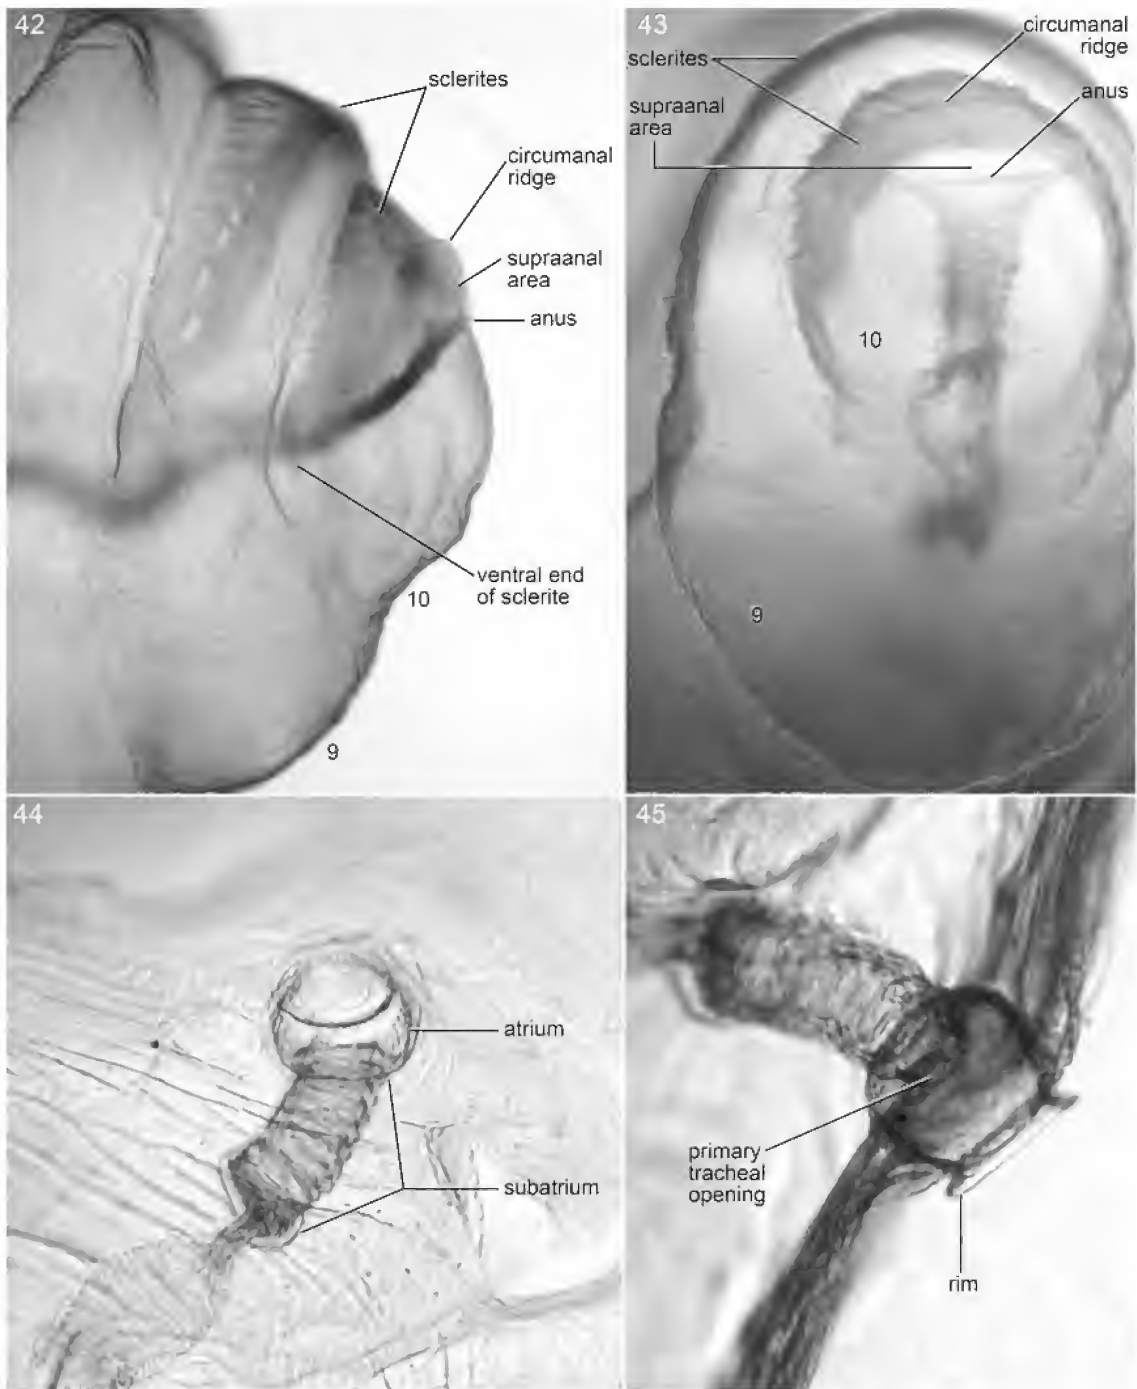 42
sclerites
circumanal
ridge
supraanal
area
anus
ventral end
of sclerite
10
9
43
circumanal
ridge
sclerites
anus
supraanal
area
10
9
44
atrium
subatrium
45
primary
tracheal
opening
rim